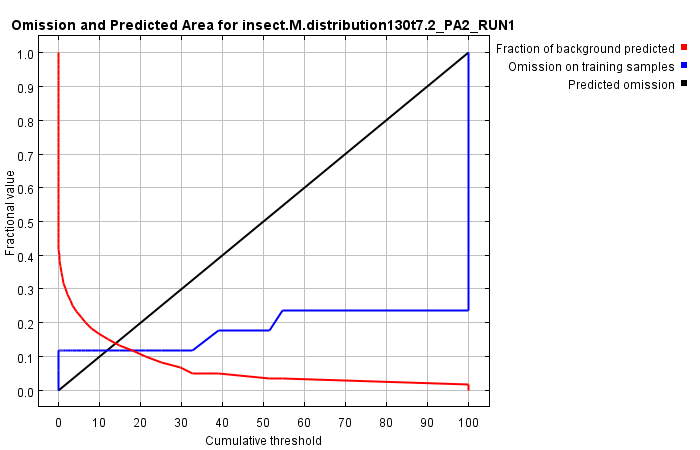 Omission and Predicted Area for insect.M.distribution130t7.2_PA2_RUN1
Fraction of background predicted
Omission on training samples
Predicted omission
Fractional value
1.0
0.9
0.8
0.7
0.6
0.5
0.4
0.3
0.2
0.1
0.0
0 10 20 30 40 50 60 70 80 90 100
Cumulative threshold